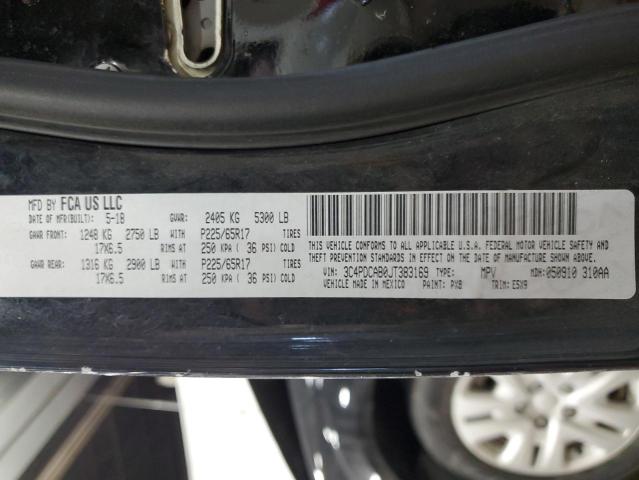 MFD BY FCA US LLC
DATE OF MFR(BUILT): 5-18 GVWR: 2405 KG 5300 LB
GAWR FRONT: 1248 KG 2750 LB WITH P225/65R17 TIRES
17X6.5 RIMS AT 250 KPA ( 36 PSI) COLD
GAWR REAR: 1316 KG 2900 LB WITH P225/65R17 TIRES
17X6.5 RIMS AT 250 KPA ( 36 PSI) COLD
THIS VEHICLE CONFORMS TO ALL APPLICABLE U.S.A. FEDERAL MOTOR VEHICLE SAFETY AND
THEFT PREVENTION STANDARDS IN EFFECT ON THE DATE OF MANUFACTURE SHOWN ABOVE.
VIN: 3C4PDCAB0JT383169 TYPE: MPV MDH: 050910 310AA
VEHICLE MADE IN MEXICO PAINT: PXB TRIM: E5X9